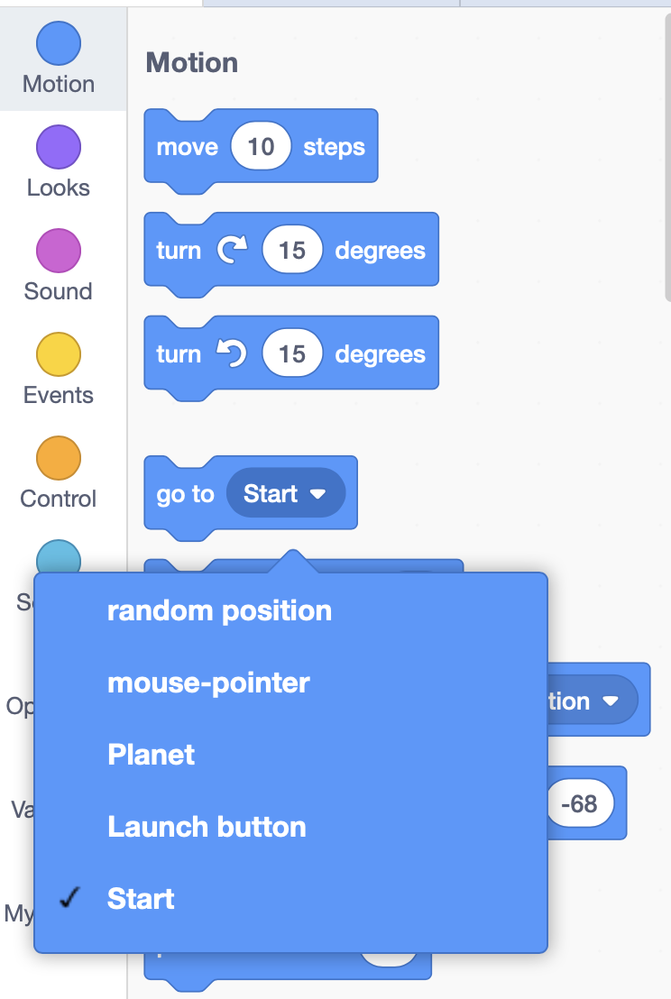 Motion
Looks
Sound
Events
Control
Motion
move 10 steps
turn 15 degrees
turn 15 degrees
go to Start
random position
mouse-pointer
Planet
Launch button
✓ Start
-68
My